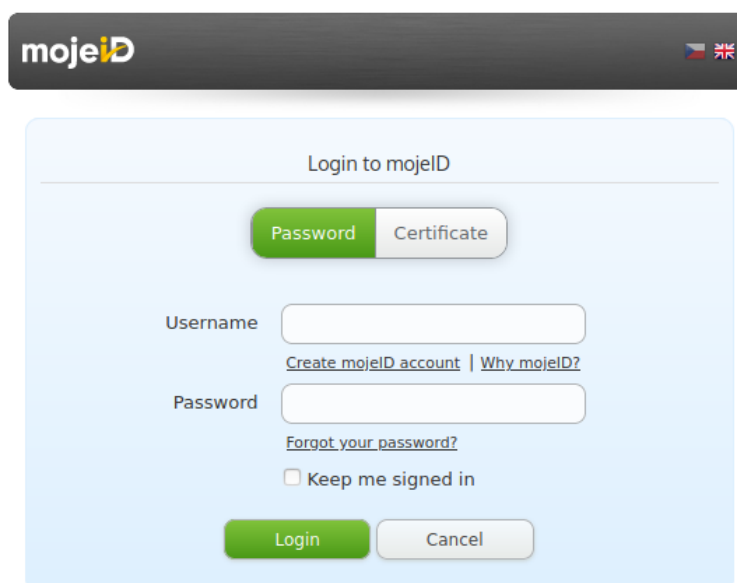 mojeID
Login to mojeID
Password Certificate
Username
Create mojeID account | Why mojeID?
Password
Forgot your password?
Keep me signed in
Login Cancel